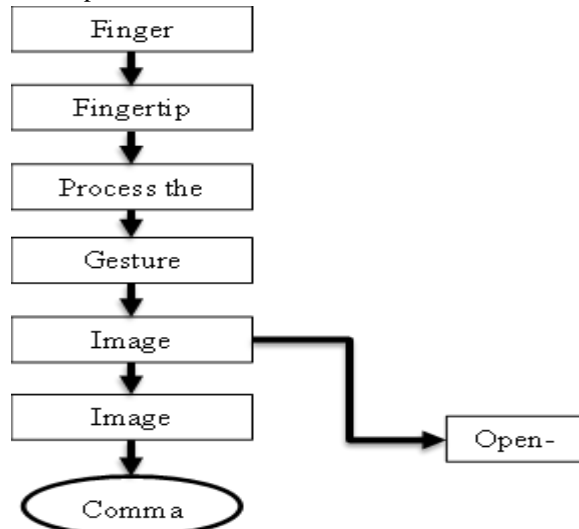 Finger
Fingertip
Process the
Gesture
Image
Image
Open-
Comma